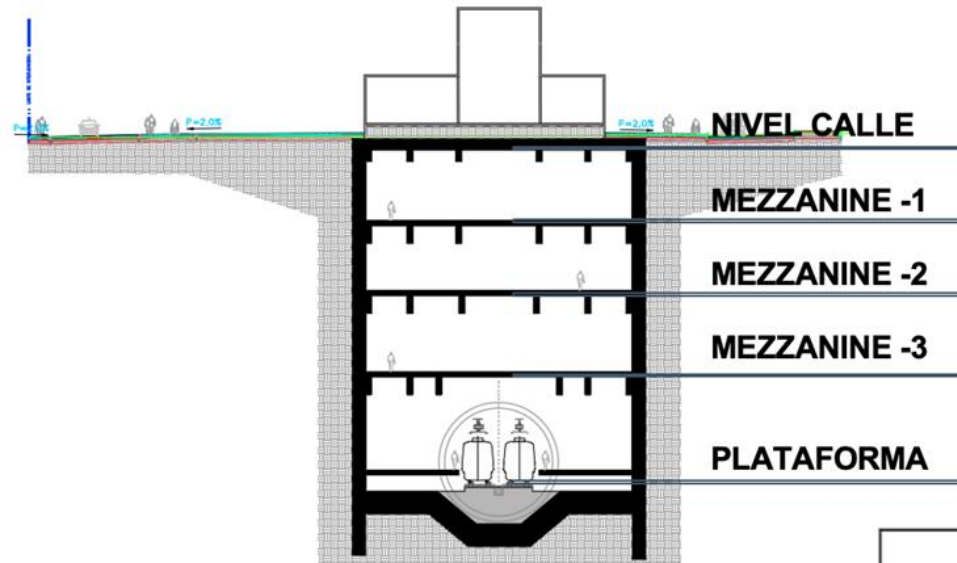 P=2.0%
P=2.0%
NIVEL CALLE
MEZZANINE -1
MEZZANINE -2
MEZZANINE -3
PLATAFORMA